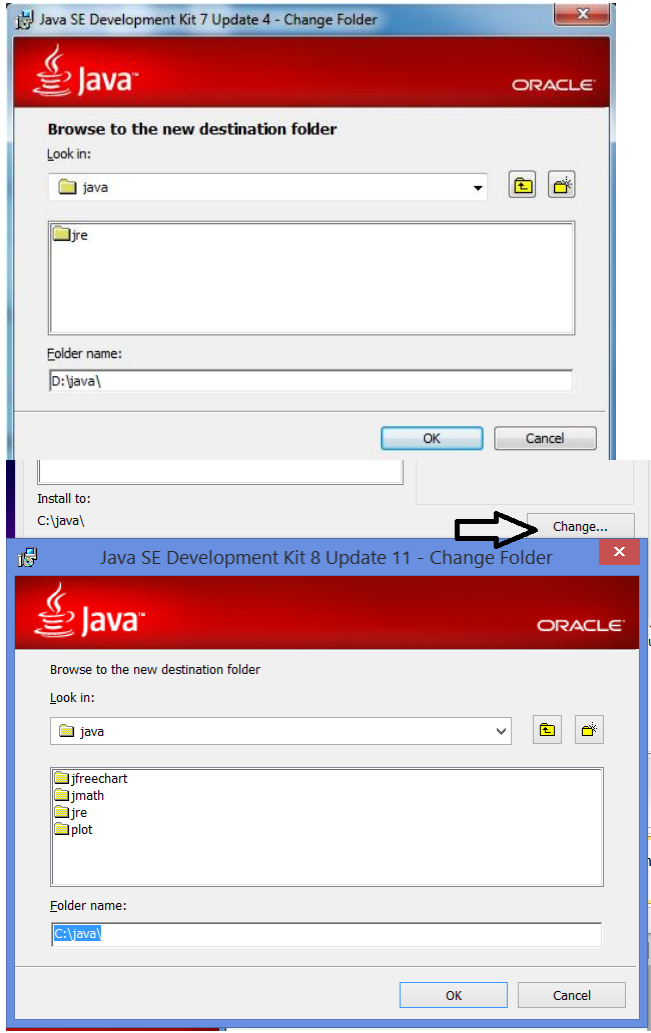 Java SE Development Kit 7 Update 4 - Change Folder
Java™
ORACLE
Browse to the new destination folder
Look in:
java
jre
Folder name:
D:\java\
OK Cancel
Install to:
C:\java\
Change...
Java SE Development Kit 8 Update 11 - Change Folder
Java™
ORACLE
Browse to the new destination folder
Look in:
java
jfreechart
jmath
jre
plot
Folder name:
C:\java\
OK Cancel